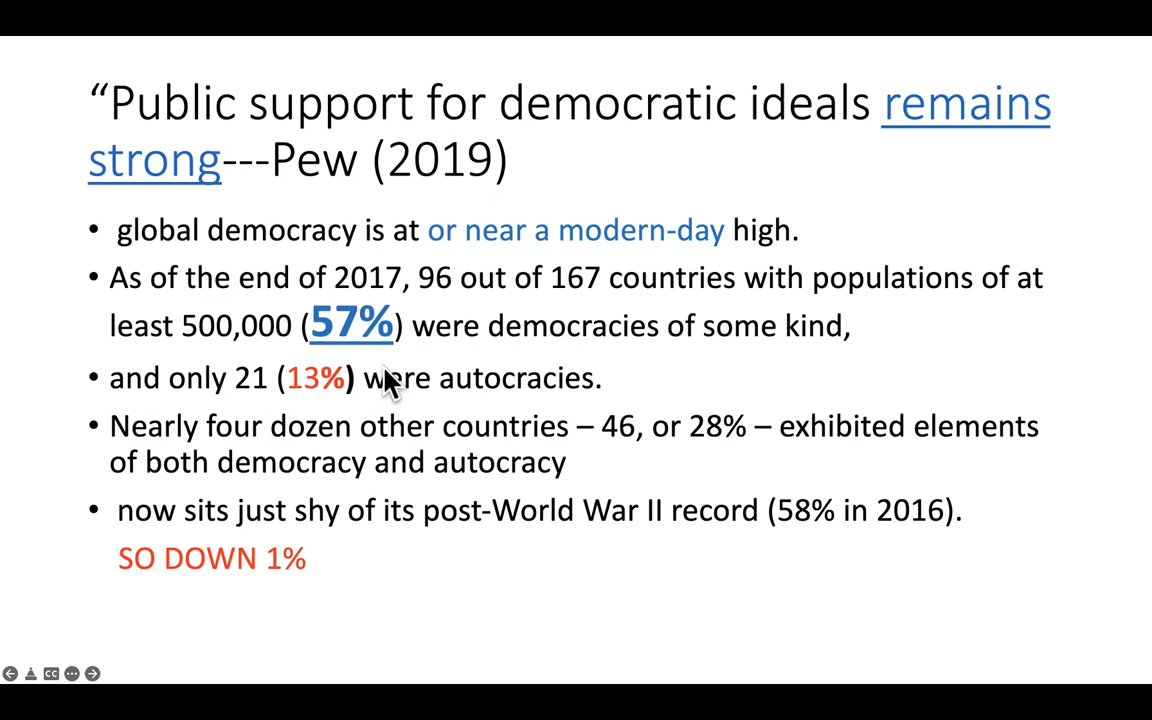 “Public support for democratic ideals remains
strong---Pew (2019)
• global democracy is at or near a modern-day high.
• As of the end of 2017, 96 out of 167 countries with populations of at
least 500,000 (57%) were democracies of some kind,
• and only 21 (13%) were autocracies.
• Nearly four dozen other countries – 46, or 28% – exhibited elements
of both democracy and autocracy
• now sits just shy of its post-World War II record (58% in 2016).
SO DOWN 1%
CC